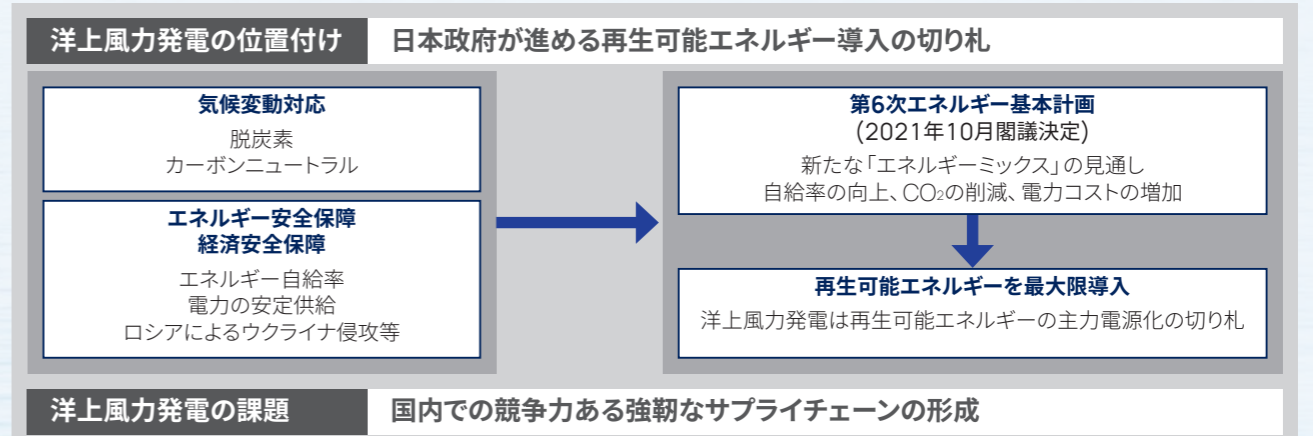 洋上風力発電の位置付け 日本政府が進める再生可能エネルギー導入の切り札
気候変動対応
脱炭素
カーボンニュートラル
エネルギー安全保障
経済安全保障
エネルギー自給率
電力の安定供給
ロシアによるウクライナ侵攻等
第6次エネルギー基本計画
(2021年10月閣議決定)
新たな「エネルギーミックス」の見通し
自給率の向上、CO₂の削減、電力コストの増加
再生可能エネルギーを最大限導入
洋上風力発電は再生可能エネルギーの主力電源化の切り札
洋上風力発電の課題 国内での競争力ある強靭なサプライチェーンの形成